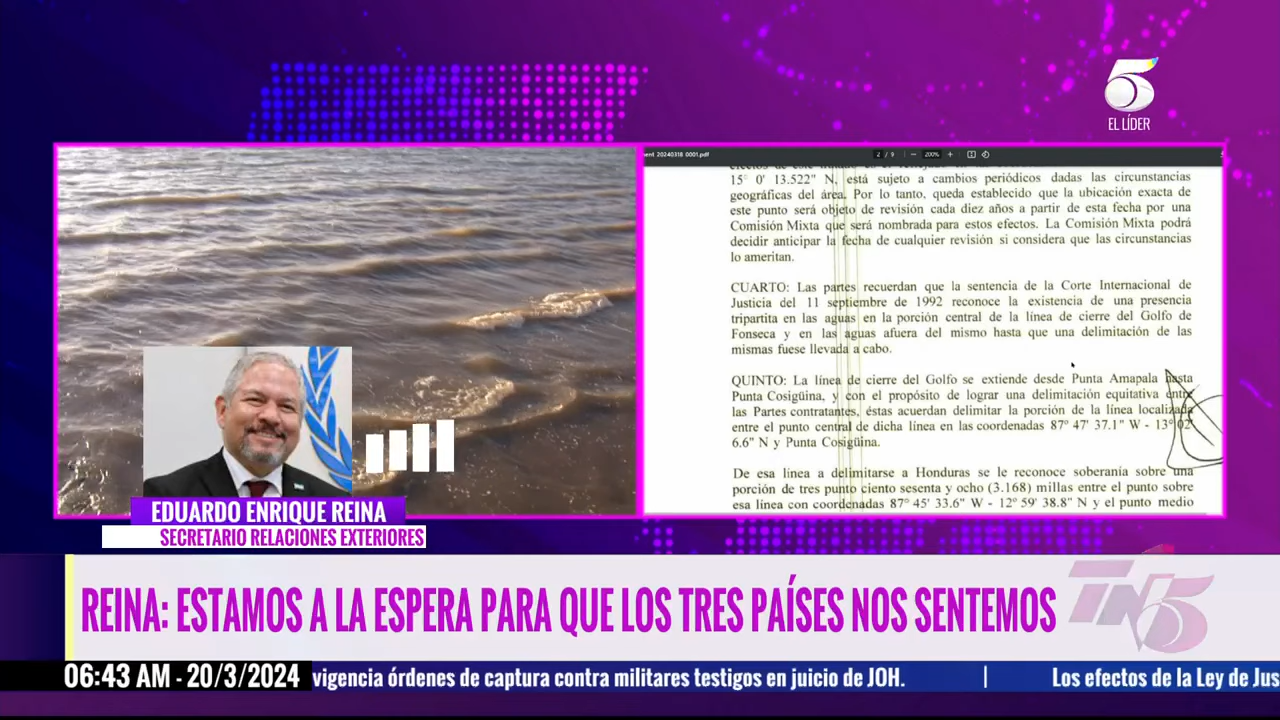 5
EL LÍDER
ent 20240318 0001.pdf
2 / 9 — 200% +
15° 0' 13.522" N, está sujeto a cambios periódicos dadas las circunstancias
geográficas del área. Por lo tanto, queda establecido que la ubicación exacta de
este punto será objeto de revisión cada diez años a partir de esta fecha por una
Comisión Mixta que será nombrada para estos efectos. La Comisión Mixta podrá
decidir anticipar la fecha de cualquier revisión si considera que las circunstancias
lo ameritan.
CUARTO: Las partes recuerdan que la sentencia de la Corte Internacional de
Justicia del 11 septiembre de 1992 reconoce la existencia de una presencia
tripartita en las aguas en la porción central de la línea de cierre del Golfo de
Fonseca y en las aguas afuera del mismo hasta que una delimitación de las
mismas fuese llevada a cabo.
QUINTO: La línea de cierre del Golfo se extiende desde Punta Amapala hasta
Punta Cosigüina, y con el propósito de lograr una delimitación equitativa entre
las Partes contratantes, éstas acuerdan delimitar la porción de la línea localizada
entre el punto central de dicha línea en las coordenadas 87° 47' 37.1" W - 13° 02'
6.6" N y Punta Cosigüina.
De esa línea a delimitarse a Honduras se le reconoce soberanía sobre una
porción de tres punto ciento sesenta y ocho (3.168) millas entre el punto sobre
esa línea con coordenadas 87° 45' 33.6" W - 12° 59' 38.8" N y el punto medio
EDUARDO ENRIQUE REINA
SECRETARIO RELACIONES EXTERIORES
REINA: ESTAMOS A LA ESPERA PARA QUE LOS TRES PAÍSES NOS SENTEMOS
TN5
06:43 AM - 20/3/2024
vigencia órdenes de captura contra militares testigos en juicio de JOH. | Los efectos de la Ley de Jus